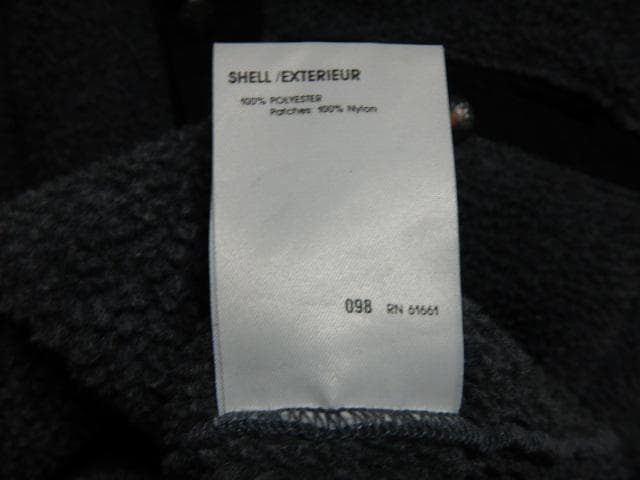 SHELL /EXTERIEUR
100% POLYESTER
Patches: 100% Nylon
098 RN 61661